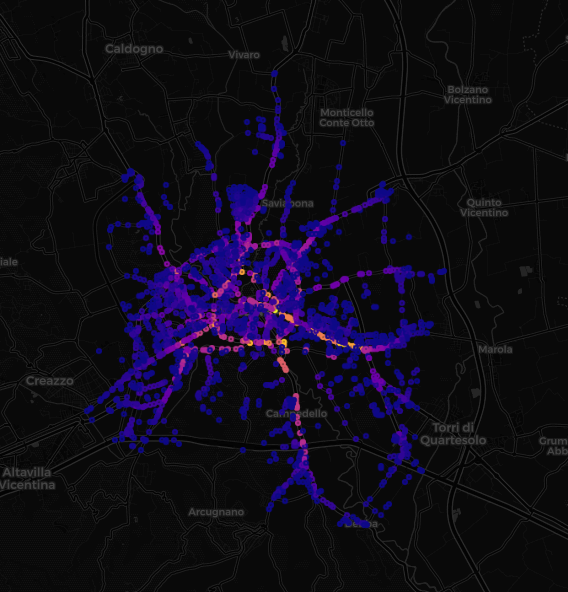 Caldogno
Vivaro
Bolzano
Vicentino
Monticello
Conte Otto
Quinto
Vicentino
Marola
Creazzo
Torri di
Quartesolo
Altavilla
Vicentina
Arcugnano